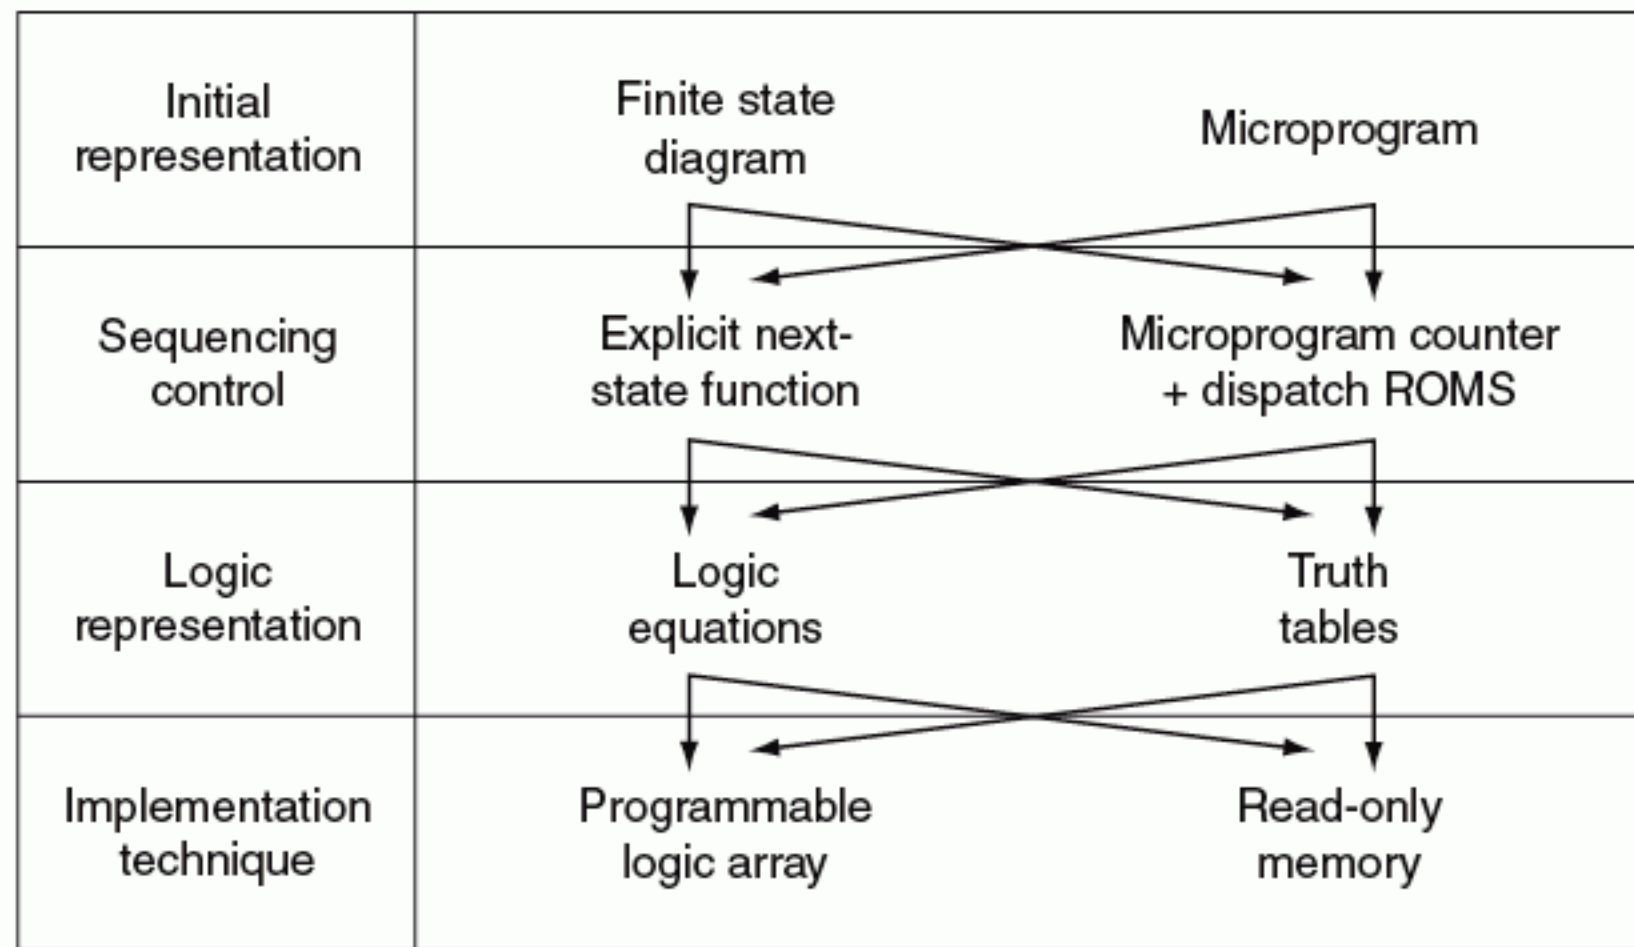 Initial
representation
Finite state
diagram
Microprogram
Sequencing
control
Explicit next-
state function
Microprogram counter
+ dispatch ROMS
Logic
representation
Logic
equations
Truth
tables
Implementation
technique
Programmable
logic array
Read-only
memory